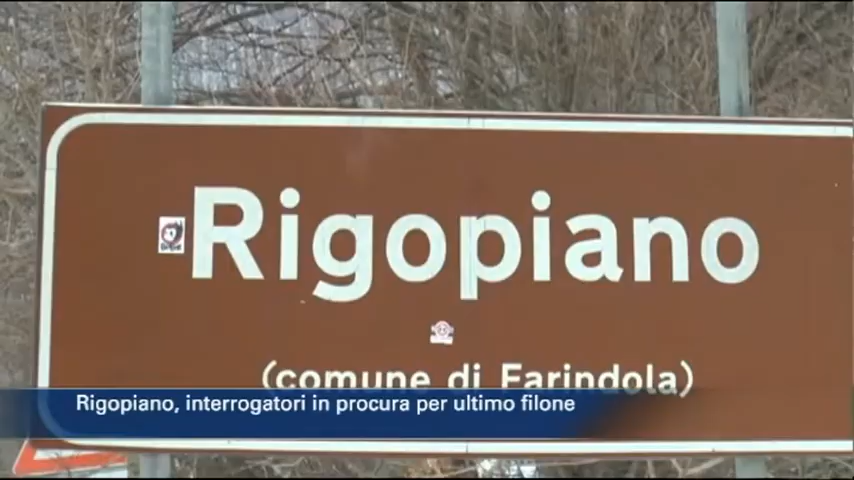 Rigopiano
(comune di Farindola)
Rigopiano, interrogatori in procura per ultimo filone